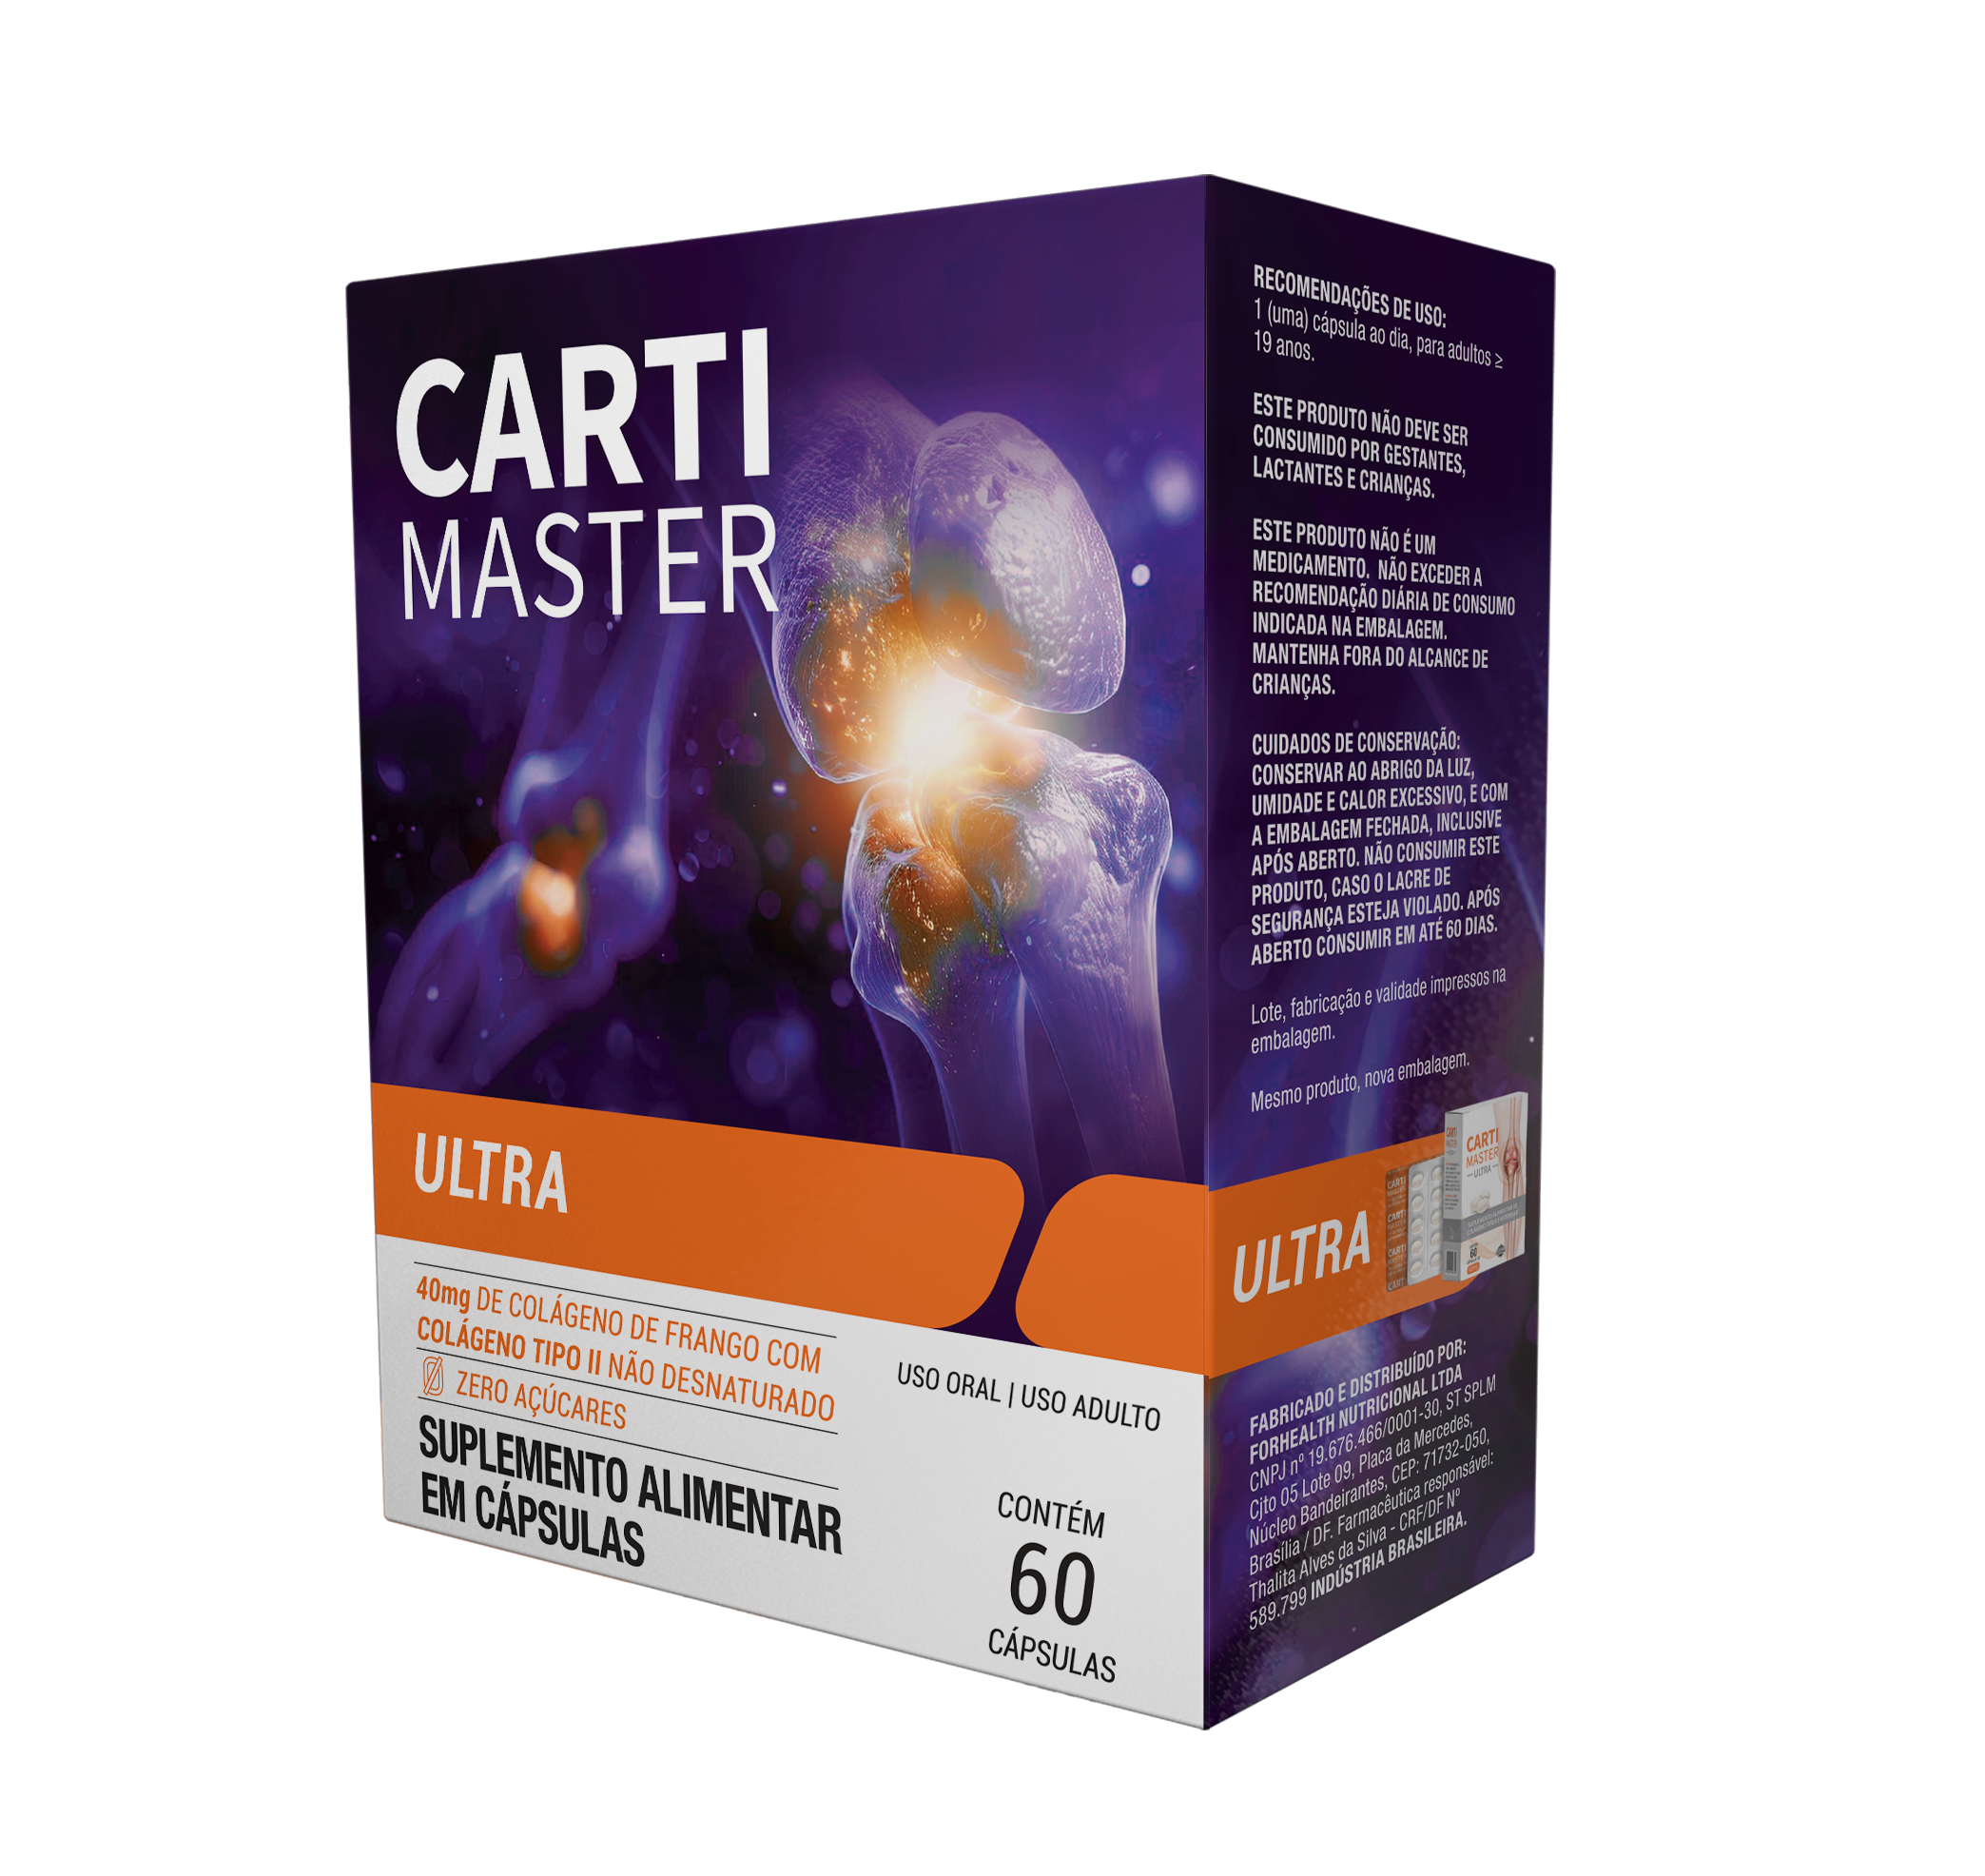 CARTI
MASTER
ULTRA
40mg DE COLÁGENO DE FRANGO COM
COLÁGENO TIPO II NÃO DESNATURADO
ZERO AÇÚCARES
SUPLEMENTO ALIMENTAR
EM CÁPSULAS
USO ORAL | USO ADULTO
CONTÉM
60
CÁPSULAS
RECOMENDAÇÕES DE USO:
1 (uma) cápsula ao dia, para adultos ≥
19 anos.
ESTE PRODUTO NÃO DEVE SER
CONSUMIDO POR GESTANTES,
LACTANTES E CRIANÇAS.
ESTE PRODUTO NÃO É UM
MEDICAMENTO. NÃO EXCEDER A
RECOMENDAÇÃO DIÁRIA DE CONSUMO
INDICADA NA EMBALAGEM.
MANTENHA FORA DO ALCANCE DE
CRIANÇAS.
CUIDADOS DE CONSERVAÇÃO:
CONSERVAR AO ABRIGO DA LUZ,
UMIDADE E CALOR EXCESSIVO, E COM
A EMBALAGEM FECHADA, INCLUSIVE
APÓS ABERTO. NÃO CONSUMIR ESTE
PRODUTO, CASO O LACRE DE
SEGURANÇA ESTEJA VIOLADO. APÓS
ABERTO CONSUMIR EM ATÉ 60 DIAS.
Lote, fabricação e validade impressos na
embalagem.
Mesmo produto, nova embalagem.
ULTRA
CARTI
MASTER
ULTRA
60
FABRICADO E DISTRIBUÍDO POR:
FORHEALTH NUTRICIONAL LTDA
CNPJ nº 19.676.466/0001-30, ST SPLM
Cjto 05 Lote 09, Placa da Mercedes,
Núcleo Bandeirantes, CEP: 71732-050,
Brasília / DF. Farmacêutica responsável:
Thalita Alves da Silva - CRF/DF Nº
589.799 INDÚSTRIA BRASILEIRA.